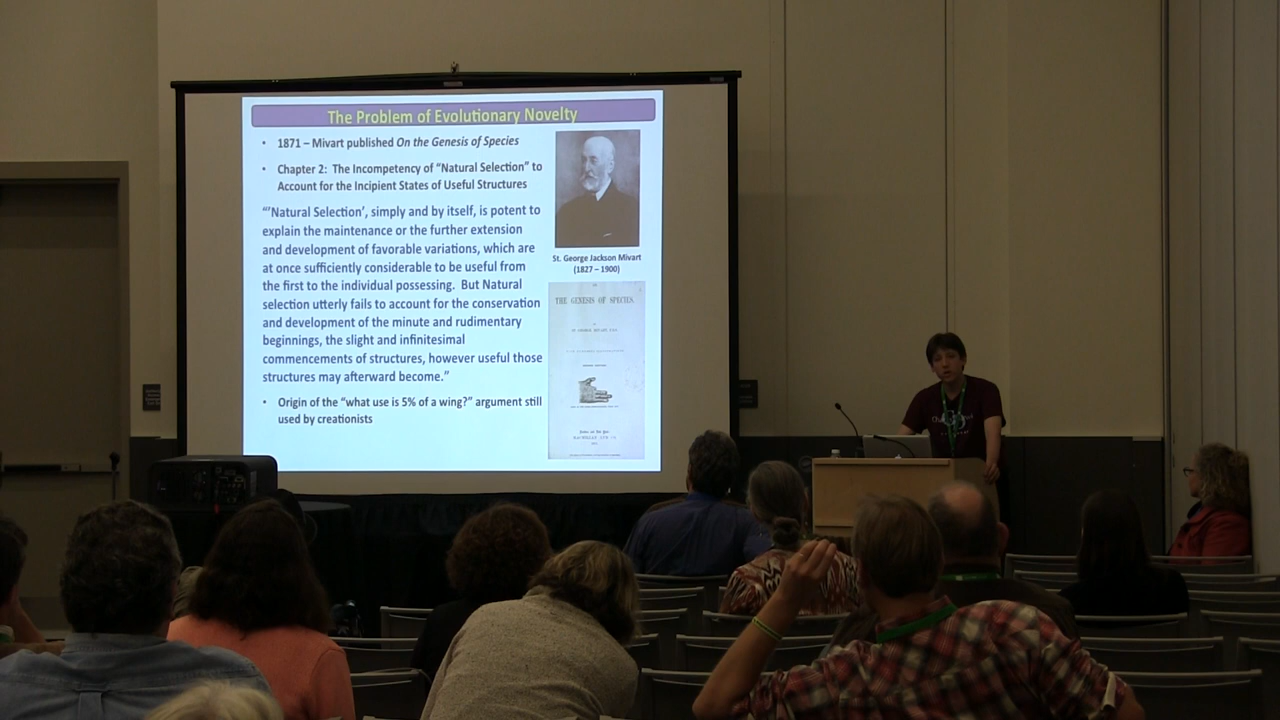 The Problem of Evolutionary Novelty
• 1871 – Mivart published On the Genesis of Species
• Chapter 2: The Incompetency of "Natural Selection" to
Account for the Incipient States of Useful Structures
"'Natural Selection', simply and by itself, is potent to
explain the maintenance or the further extension
and development of favorable variations, which are
at once sufficiently considerable to be useful from
the first to the individual possessing. But Natural
selection utterly fails to account for the conservation
and development of the minute and rudimentary
beginnings, the slight and infinitesimal
commencements of structures, however useful those
structures may afterward become."
• Origin of the "what use is 5% of a wing?" argument still
used by creationists
St. George Jackson Mivart
(1827 – 1900)
THE GENESIS OF SPECIES